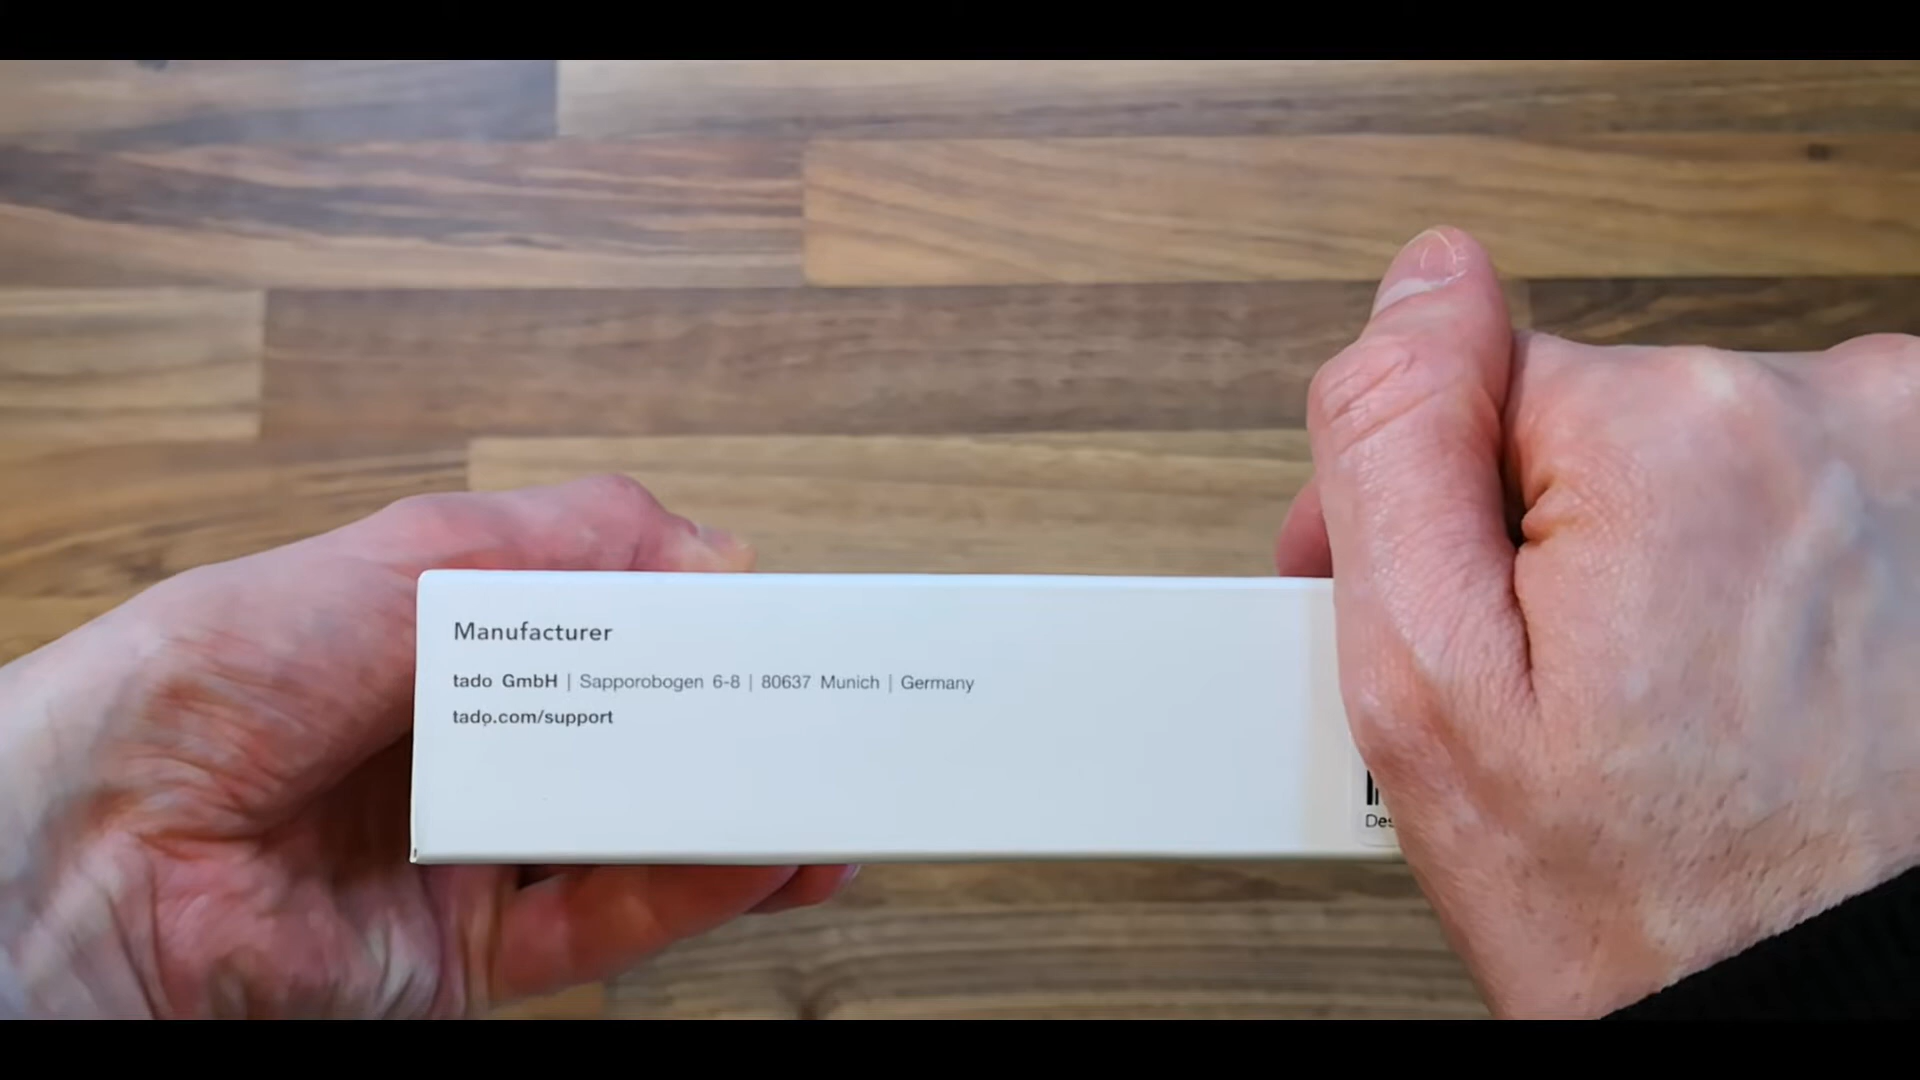 Manufacturer
tado GmbH | Sapporobogen 6-8 | 80637 Munich | Germany
tado.com/support